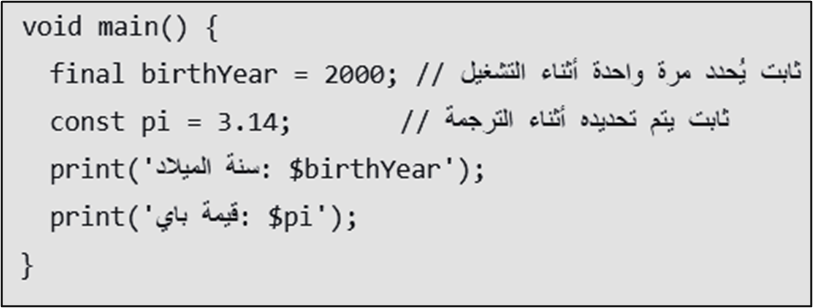 void main() {
final birthYear = 2000; // ثابت يُحدد مرة واحدة أثناء التشغيل
const pi = 3.14; // ثابت يتم تحديده أثناء الترجمة
print('سنة الميلاد: $birthYear');
print('قيمة باي: $pi');
}